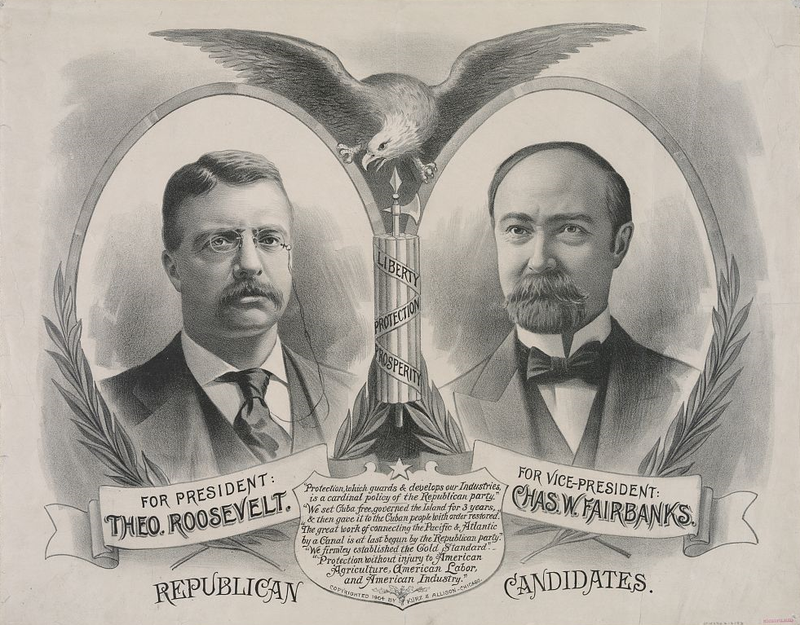 LIBERTY
PROTECTION
PROSPERITY
FOR PRESIDENT:
THEO. ROOSEVELT.
FOR VICE-PRESIDENT:
CHAS. W. FAIRBANKS.
"Protection, which guards & develops our Industries,
is a cardinal policy of the Republican party."
"We set Cuba free, governed the Island for 3 years,
& then gave it to the Cuban people with order restored.
"The great work of connecting the Pacific & Atlantic
by a Canal is at last begun by the Republican party."
"We firmley established the Gold Standard"--
"Protection without injury to American
Agriculture, American Labor,
and American Industry."
COPYRIGHTED 1904 BY KURZ & ALLISON-CHICAGO
REPUBLICAN CANDIDATES.